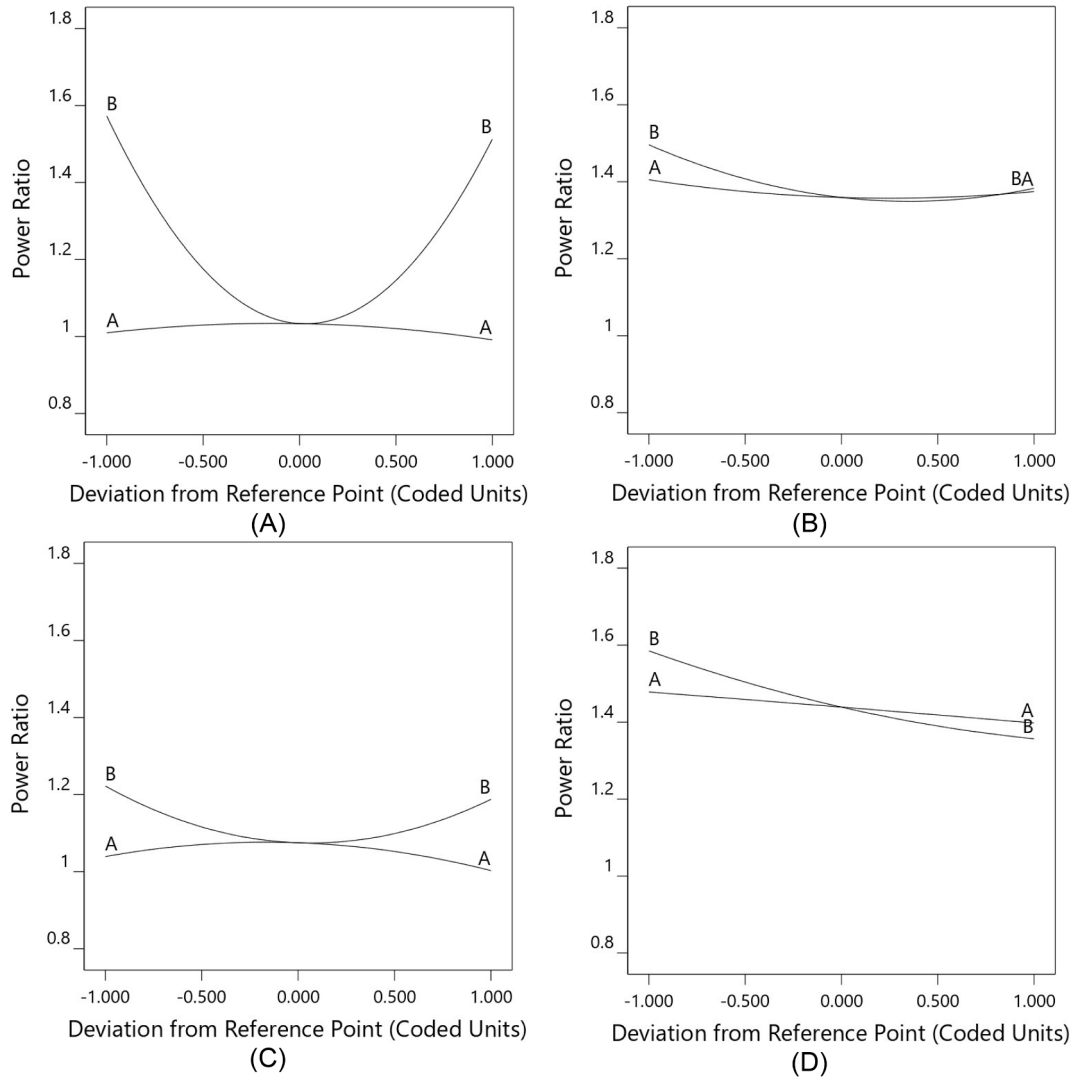 1.8
1.6
1.4
1.2
1
0.8
Power Ratio
B
B
A
A
-1.000
-0.500
0.000
0.500
1.000
Deviation from Reference Point (Coded Units)
(A)
1.8
1.6
1.4
1.2
1
0.8
Power Ratio
B
A
BA
-1.000
-0.500
0.000
0.500
1.000
Deviation from Reference Point (Coded Units)
(B)
1.8
1.6
1.4
1.2
1
0.8
Power Ratio
B
B
A
A
-1.000
-0.500
0.000
0.500
1.000
Deviation from Reference Point (Coded Units)
(C)
1.8
1.6
1.4
1.2
1
0.8
Power Ratio
B
A
A
B
-1.000
-0.500
0.000
0.500
1.000
Deviation from Reference Point (Coded Units)
(D)